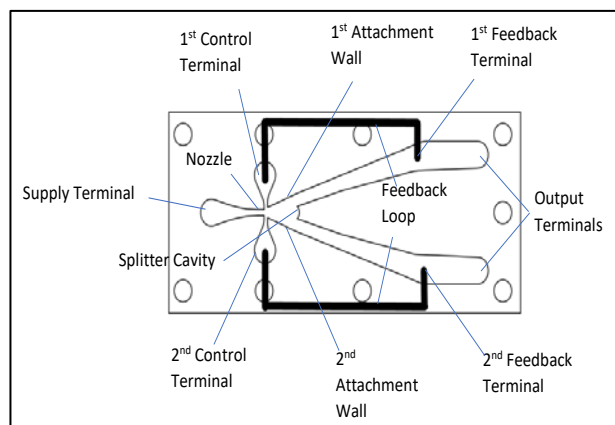 1st Control
Terminal
1st Attachment
Wall
1st Feedback
Terminal
Nozzle
Supply Terminal
Feedback
Loop
Output
Terminals
Splitter Cavity
2nd Control
Terminal
2nd
Attachment
Wall
2nd Feedback
Terminal